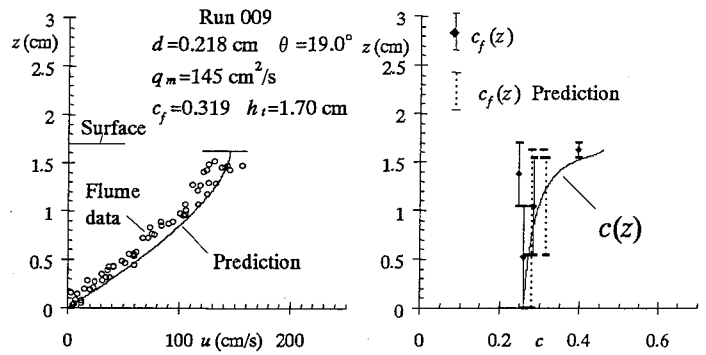 Run 009
d=0.218 cm θ=19.0°
q_m=145 cm²/s
c_f=0.319 h_t=1.70 cm
z(cm)
3
2.5
2
1.5
1
0.5
0
Surface
Flume
data
Prediction
0
100
u (cm/s)
200
z(cm)
3
2.5
2
1.5
1
0.5
0
c_f(z)
c_f(z) Prediction
c(z)
0
0.2
c
0.4
0.6